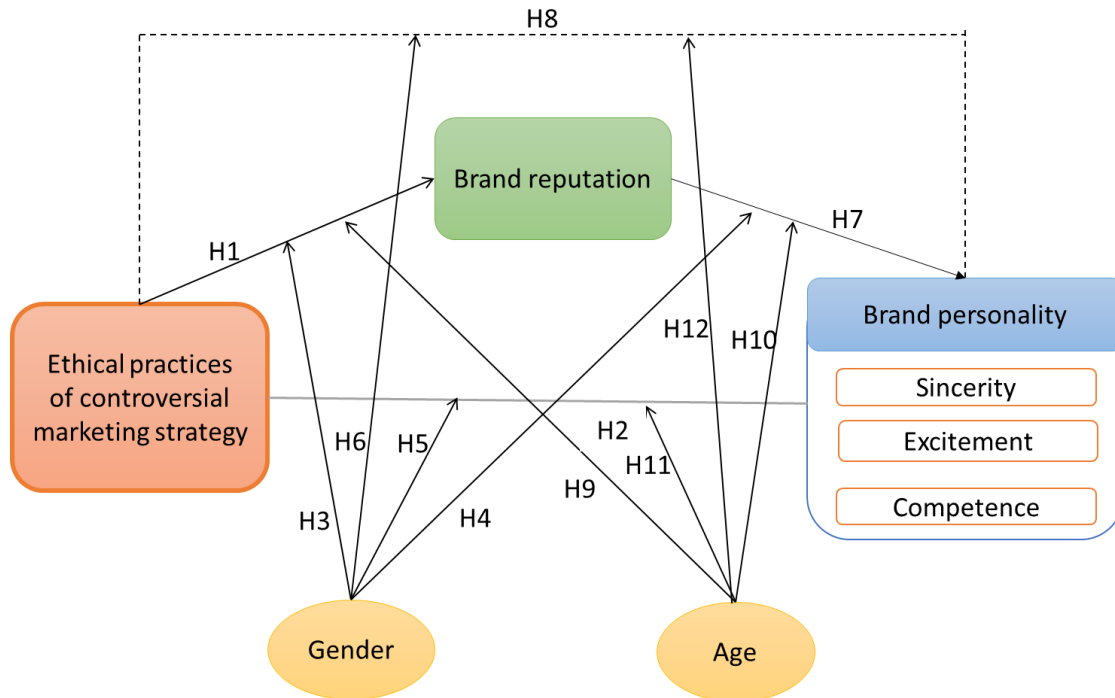 H8
Brand reputation
H7
H1
Brand personality
Ethical practices
of controversial
marketing strategy
H12
H10
Sincerity
Excitement
Competence
H6
H5
H2
H11
H9
H4
H3
Gender
Age